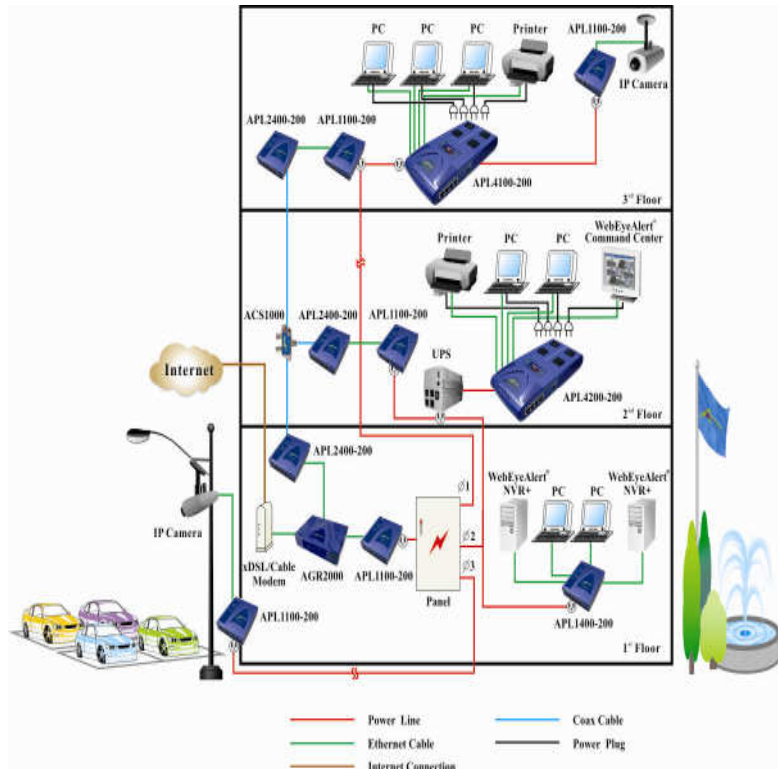 PC PC PC Printer APL1100-200
IP Camera
APL2400-200 APL1100-200
APL4100-200
3rd Floor
Printer PC PC WebEyeAlert®
Command Center
ACS1000 APL2400-200 APL1100-200
UPS
Internet
APL4200-200
2nd Floor
APL2400-200
IP Camera
WebEyeAlert®
NVR+
PC PC
WebEyeAlert®
NVR+
Ø1
Ø2
Ø3
xDSL/Cable
Modem
AGR2000
APL1100-200
Panel
APL1100-200
APL1400-200
1st Floor
Power Line
Coax Cable
Ethernet Cable
Power Plug
Internet Connection